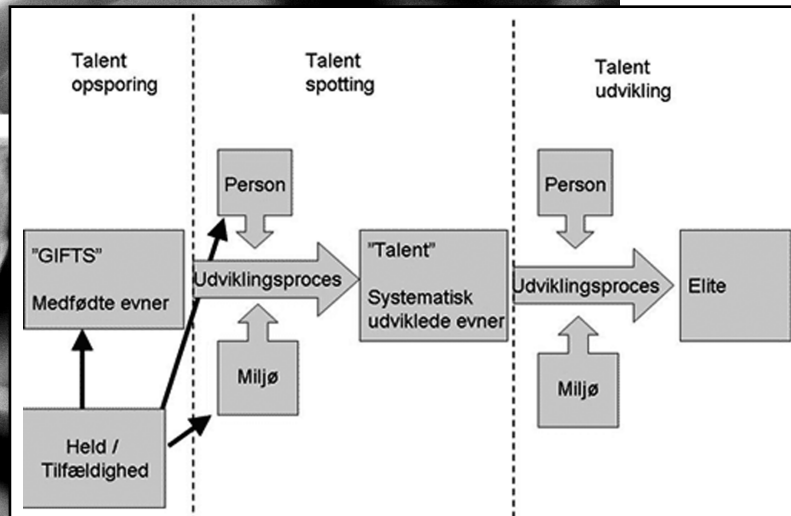 Talent
opsporing
Talent
spotting
Talent
udvikling
Person
Person
"GIFTS"
Medfødte evner
Udviklingsproces
"Talent"
Systematisk
udviklede evner
Udviklingsproces
Elite
Miljø
Miljø
Held /
Tilfældighed